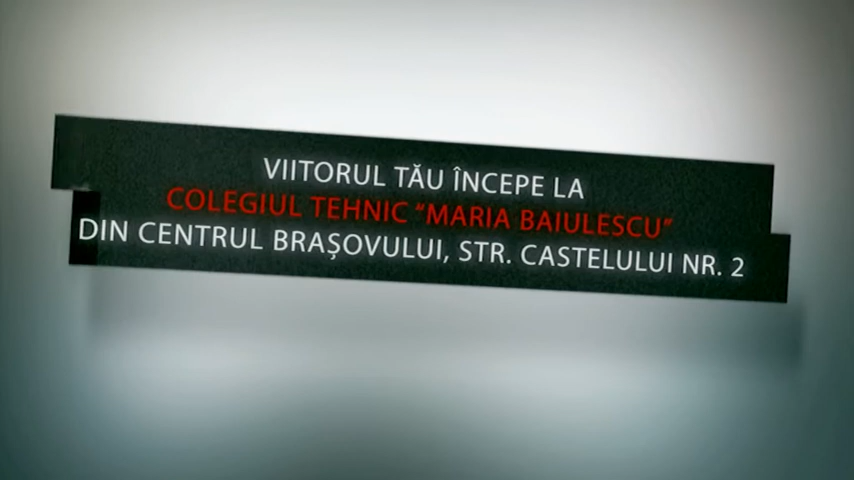 VIITORUL TĂU ÎNCEPE LA
COLEGIUL TEHNIC “MARIA BAIULESCU”
DIN CENTRUL BRAȘOVULUI, STR. CASTELULUI NR. 2